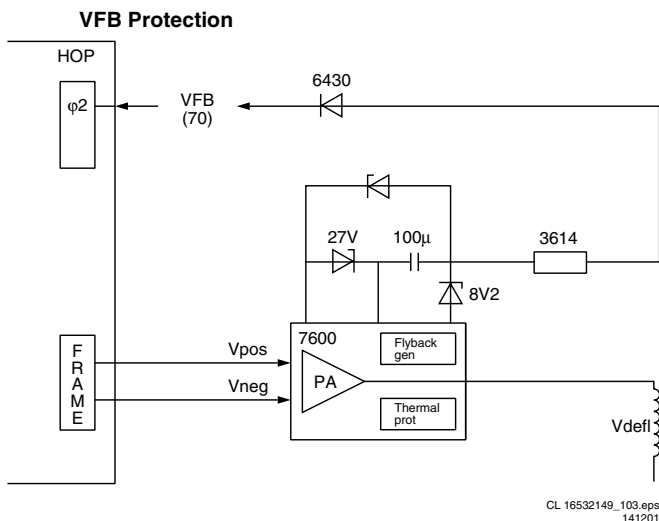 VFB Protection
HOP
φ2
VFB
(70)
6430
27V
100μ
3614
8V2
FRAME
Vpos
Vneg
7600
PA
Flyback
gen
Thermal
prot
Vdefl
CL 16532149_103.eps
141201